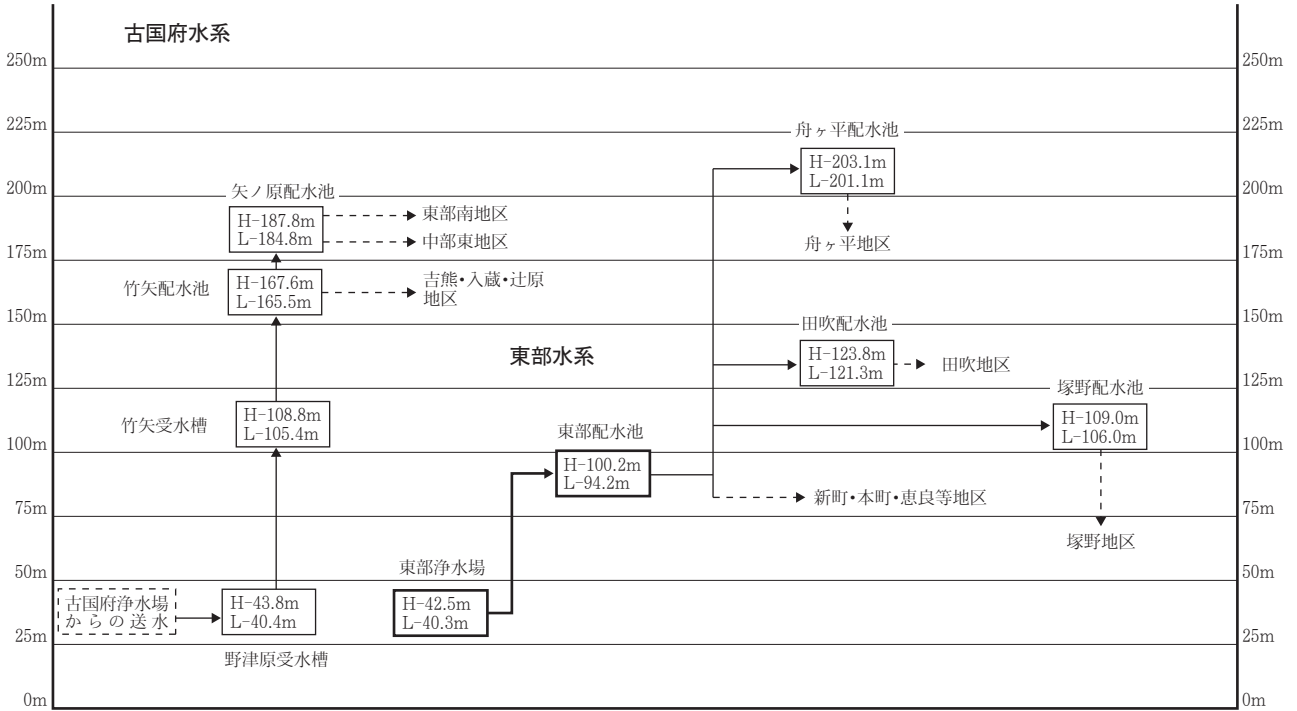 古国府水系
250m
250m
225m
225m
舟ヶ平配水池
H-203.1m
L-201.1m
200m
200m
矢ノ原配水池
H-187.8m
L-184.8m
東部南地区
中部東地区
舟ヶ平地区
175m
175m
竹矢配水池
H-167.6m
L-165.5m
吉熊・入蔵・辻原
地区
150m
150m
東部水系
田吹配水池
H-123.8m
L-121.3m
田吹地区
125m
125m
竹矢受水槽
H-108.8m
L-105.4m
塚野配水池
H-109.0m
L-106.0m
100m
100m
東部配水池
H-100.2m
L-94.2m
新町・本町・恵良等地区
75m
75m
塚野地区
50m
50m
東部浄水場
古国府浄水場
からの送水
H-43.8m
L-40.4m
H-42.5m
L-40.3m
25m
25m
野津原受水槽
0m
0m